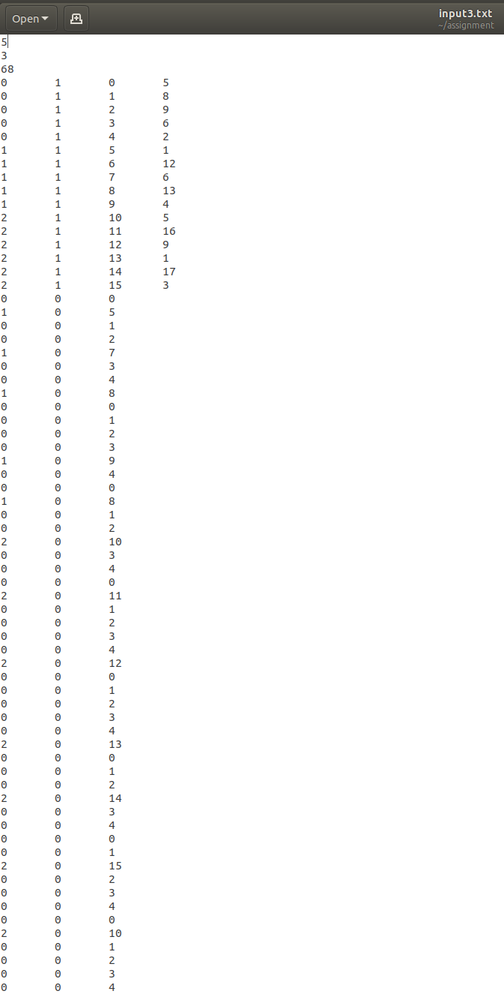 Open
input3.txt
~/assignment
5
3
68
0 1 0 5
0 1 1 8
0 1 2 9
0 1 3 6
0 1 4 2
1 1 5 1
1 1 6 12
1 1 7 6
1 1 8 13
1 1 9 4
2 1 10 5
2 1 11 16
2 1 12 9
2 1 13 1
2 1 14 17
2 1 15 3
0 0 0
1 0 5
0 0 1
0 0 2
1 0 7
0 0 3
0 0 4
1 0 8
0 0 0
0 0 1
0 0 2
0 0 3
1 0 9
0 0 4
0 0 0
1 0 8
0 0 1
0 0 2
2 0 10
0 0 3
0 0 4
0 0 0
2 0 11
0 0 1
0 0 2
0 0 3
0 0 4
2 0 12
0 0 0
0 0 1
0 0 2
0 0 3
0 0 4
2 0 13
0 0 0
0 0 1
0 0 2
2 0 14
0 0 3
0 0 4
0 0 0
0 0 1
2 0 15
0 0 2
0 0 3
0 0 4
0 0 0
2 0 10
0 0 1
0 0 2
0 0 3
0 0 4